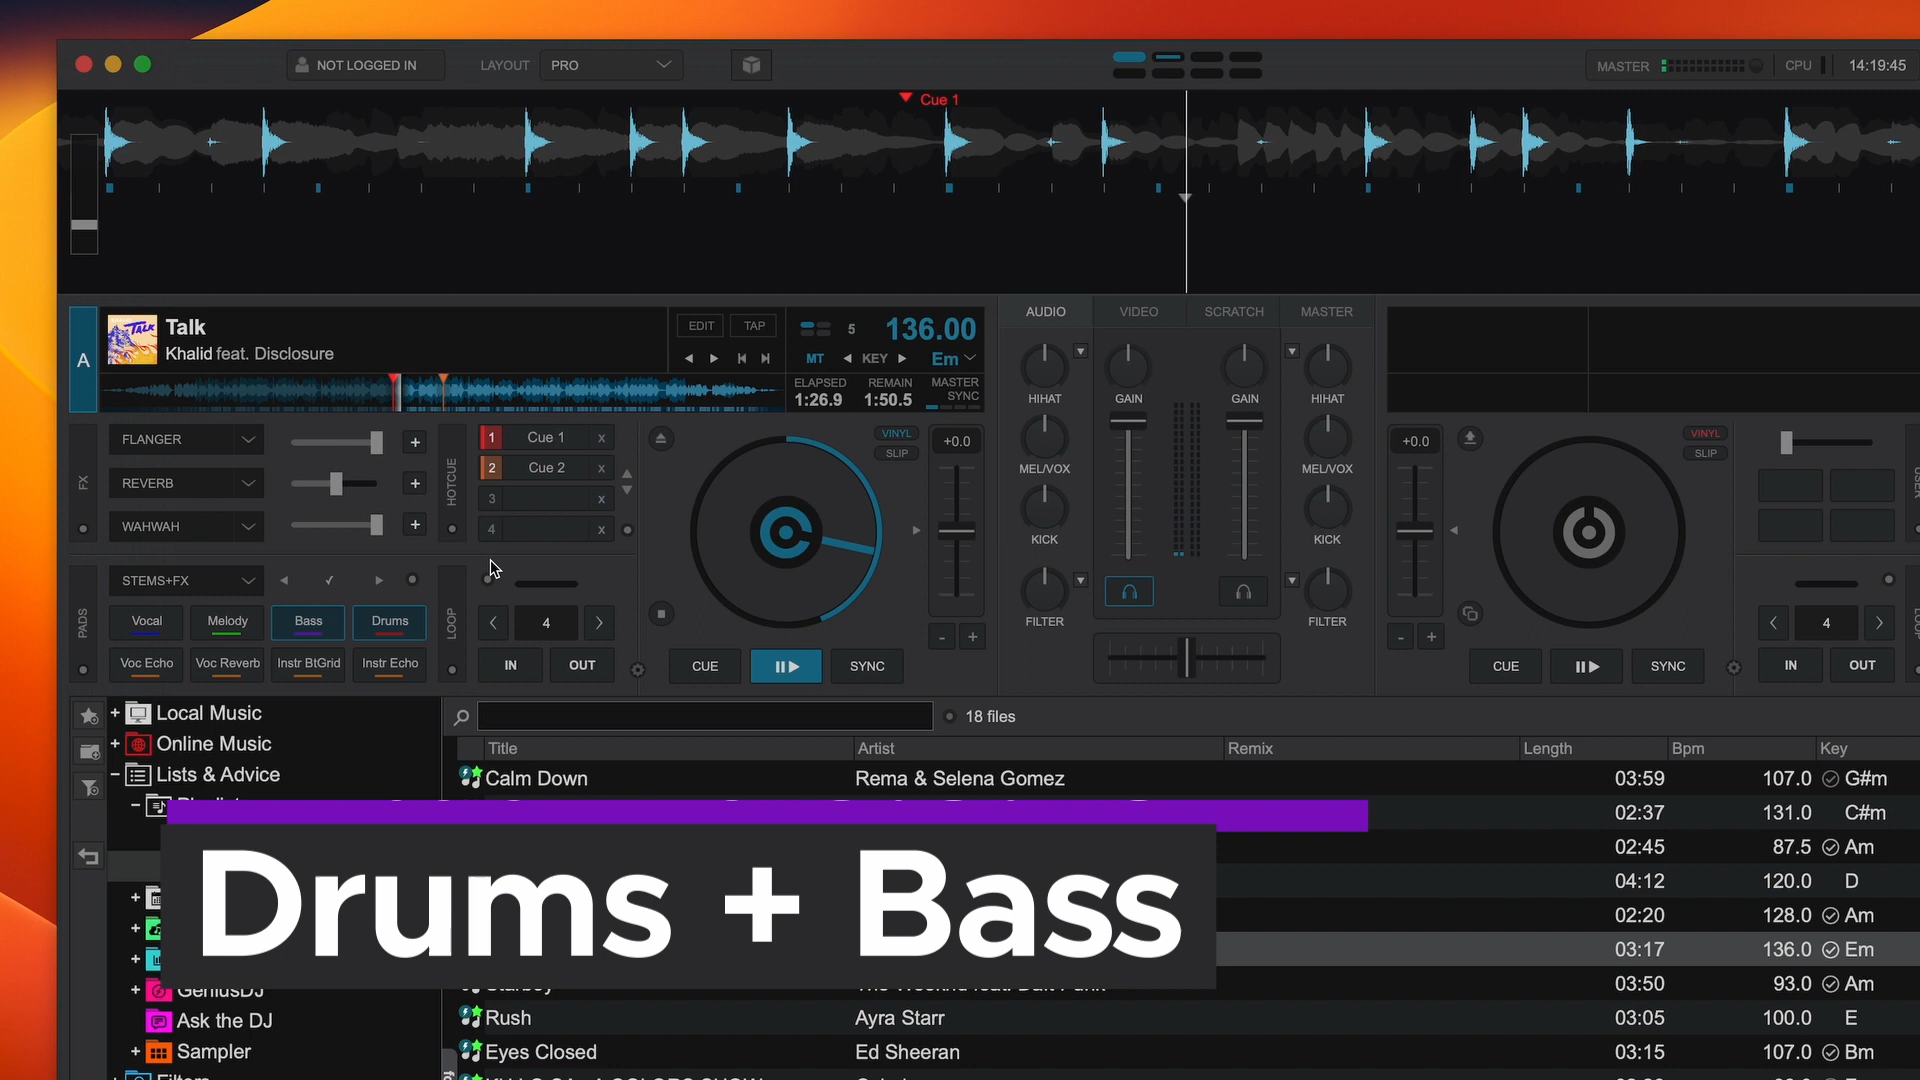 NOT LOGGED IN
LAYOUT
PRO
MASTER
CPU
14:19:45
Cue 1
A
TALK
Talk
Khalid feat. Disclosure
EDIT
TAP
5
136.00
MT
KEY
Em
ELAPSED
1:26.9
REMAIN
1:50.5
MASTER
SYNC
AUDIO
VIDEO
SCRATCH
MASTER
HIHAT
GAIN
GAIN
HIHAT
MEL/VOX
MEL/VOX
KICK
KICK
FILTER
FILTER
FX
FLANGER
+
REVERB
+
WAHWAH
+
HOTCUE
1 Cue 1 x
2 Cue 2 x
3 x
4 x
VINYL
SLIP
+0.0
+0.0
VINYL
SLIP
USER
PADS
STEMS+FX
Vocal
Melody
Bass
Drums
Voc Echo
Voc Reverb
Instr BtGrid
Instr Echo
LOOP
4
IN
OUT
CUE
SYNC
- +
- +
CUE
SYNC
4
IN
OUT
LOOP
+ Local Music
+ Online Music
- Lists & Advice
18 files
Title Artist Remix Length Bpm Key
Calm Down Rema & Selena Gomez 03:59 107.0 G#m
02:37 131.0 C#m
02:45 87.5 Am
04:12 120.0 D
02:20 128.0 Am
03:17 136.0 Em
03:50 93.0 Am
Rush Ayra Starr 03:05 100.0 E
Eyes Closed Ed Sheeran 03:15 107.0 Bm
Drums + Bass
+ GeniusDJ
Ask the DJ
+ Sampler